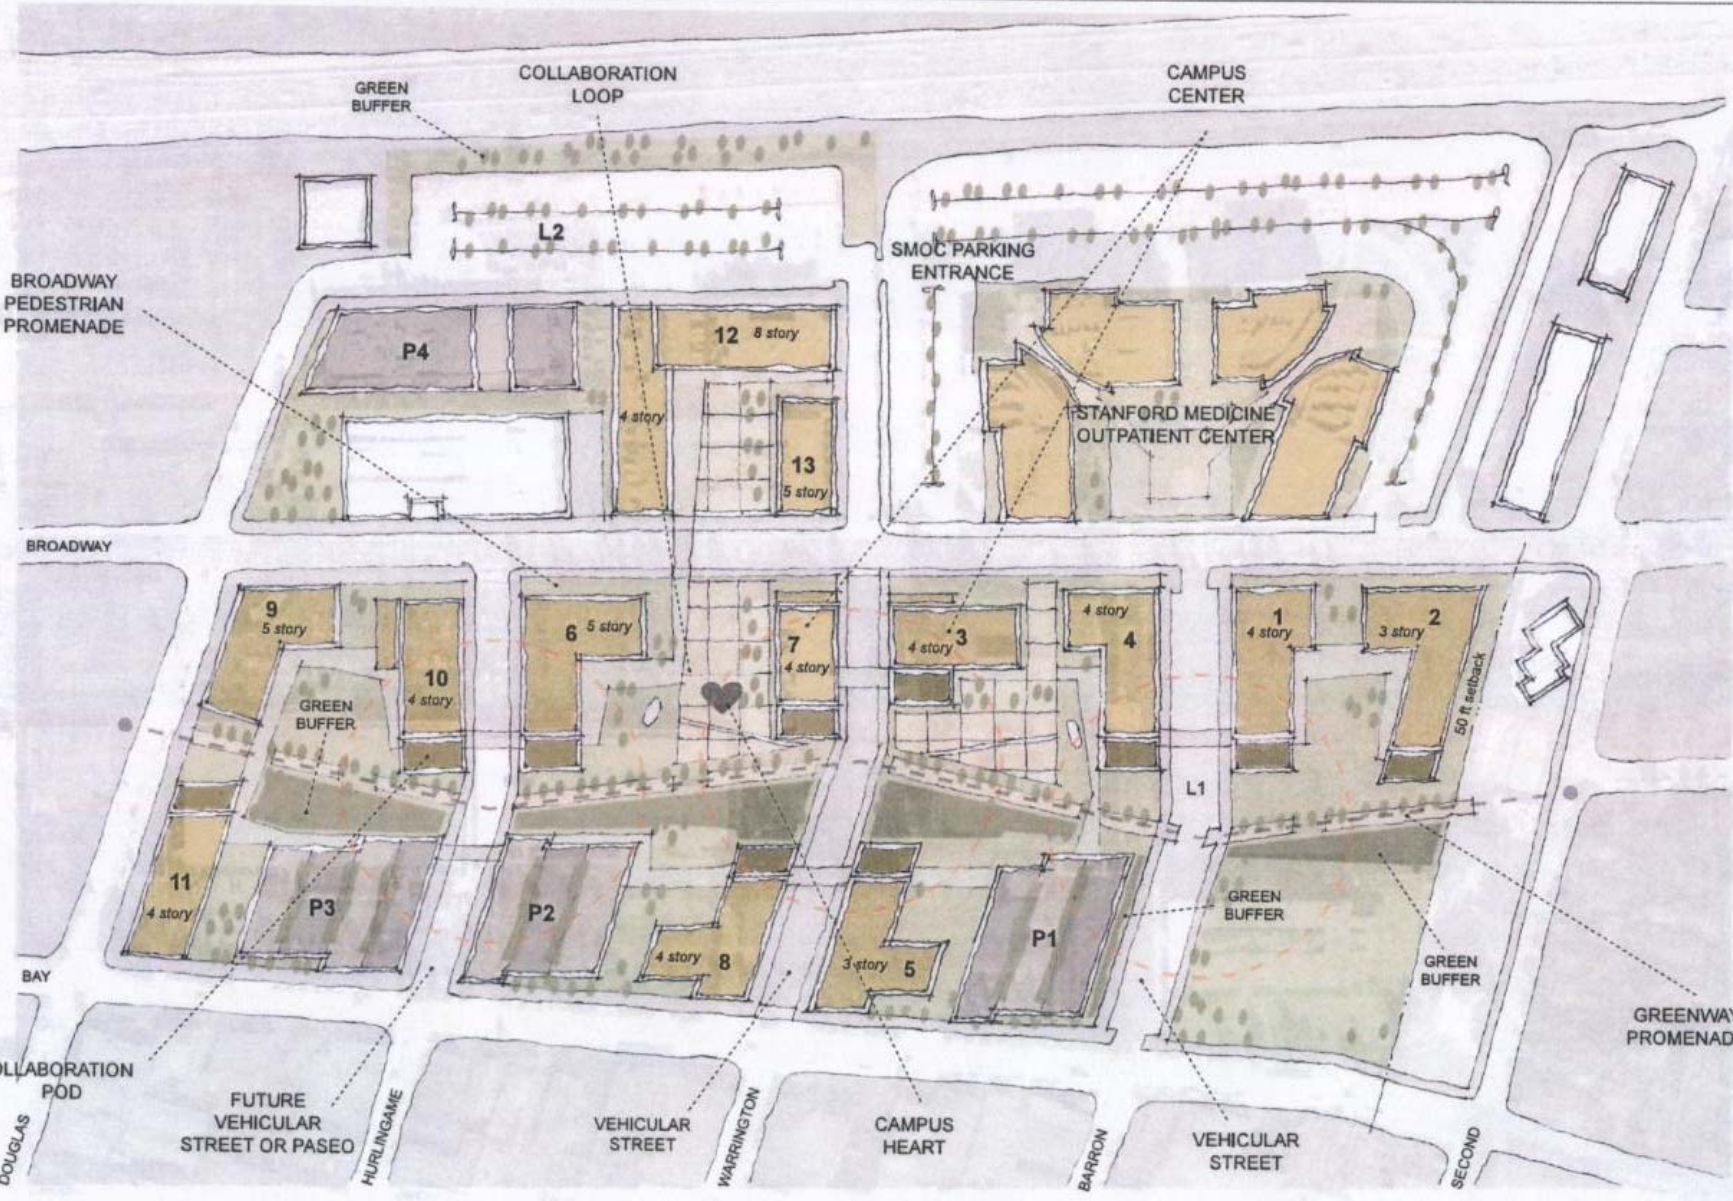 COLLABORATION
LOOP
CAMPUS
CENTER
GREEN
BUFFER
L2
SMOC PARKING
ENTRANCE
BROADWAY
PEDESTRIAN
PROMENADE
P4
12 8 story
4 story
STANFORD MEDICINE
OUTPATIENT CENTER
13
5 story
BROADWAY
9
5 story
6 5 story
7
4 story
3
4 story
4 story
4
1
4 story
2
3 story
10
4 story
GREEN
BUFFER
50 ft setback
L1
11
4 story
P3
P2
4 story
8
3 story
5
P1
GREEN
BUFFER
GREEN
BUFFER
BAY
GREENWAY
PROMENAD
OLLABORATION
POD
FUTURE
VEHICULAR
STREET OR PASEO
VEHICULAR
STREET
CAMPUS
HEART
VEHICULAR
STREET
DOUGLAS
HURLINGAME
WARRINGTON
BARRON
SECOND